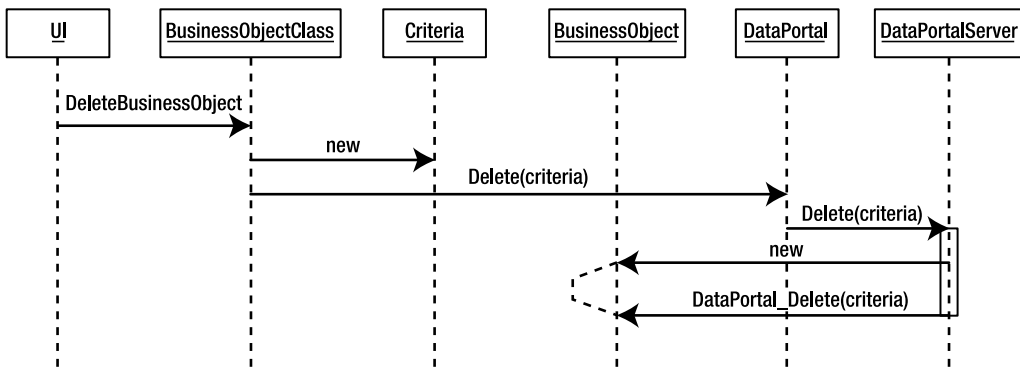 UI
BusinessObjectClass
Criteria
BusinessObject
DataPortal
DataPortalServer
DeleteBusinessObject
new
Delete(criteria)
Delete(criteria)
new
DataPortal_Delete(criteria)